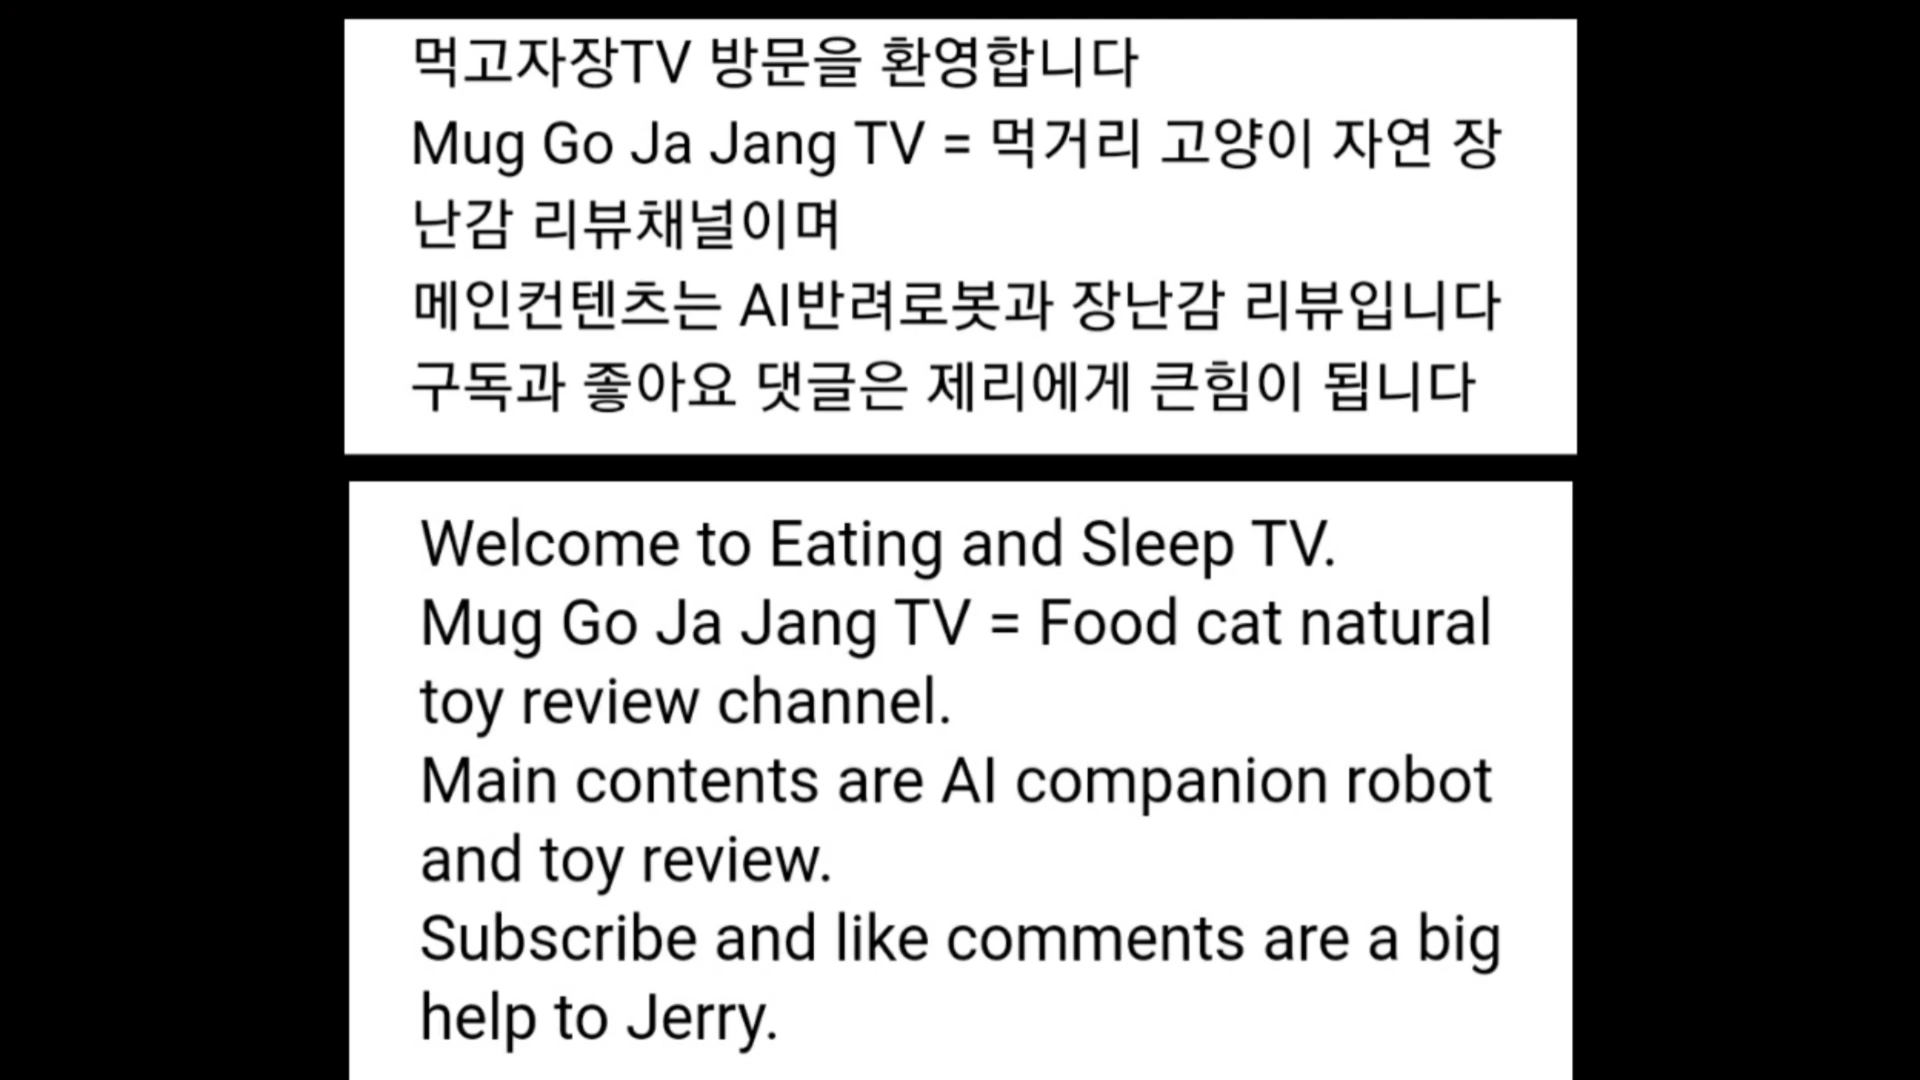 먹고자장TV 방문을 환영합니다
Mug Go Ja Jang TV = 먹거리 고양이 자연 장
난감 리뷰채널이며
메인컨텐츠는 AI반려로봇과 장난감 리뷰입니다
구독과 좋아요 댓글은 제리에게 큰힘이 됩니다
Welcome to Eating and Sleep TV.
Mug Go Ja Jang TV = Food cat natural
toy review channel.
Main contents are AI companion robot
and toy review.
Subscribe and like comments are a big
help to Jerry.